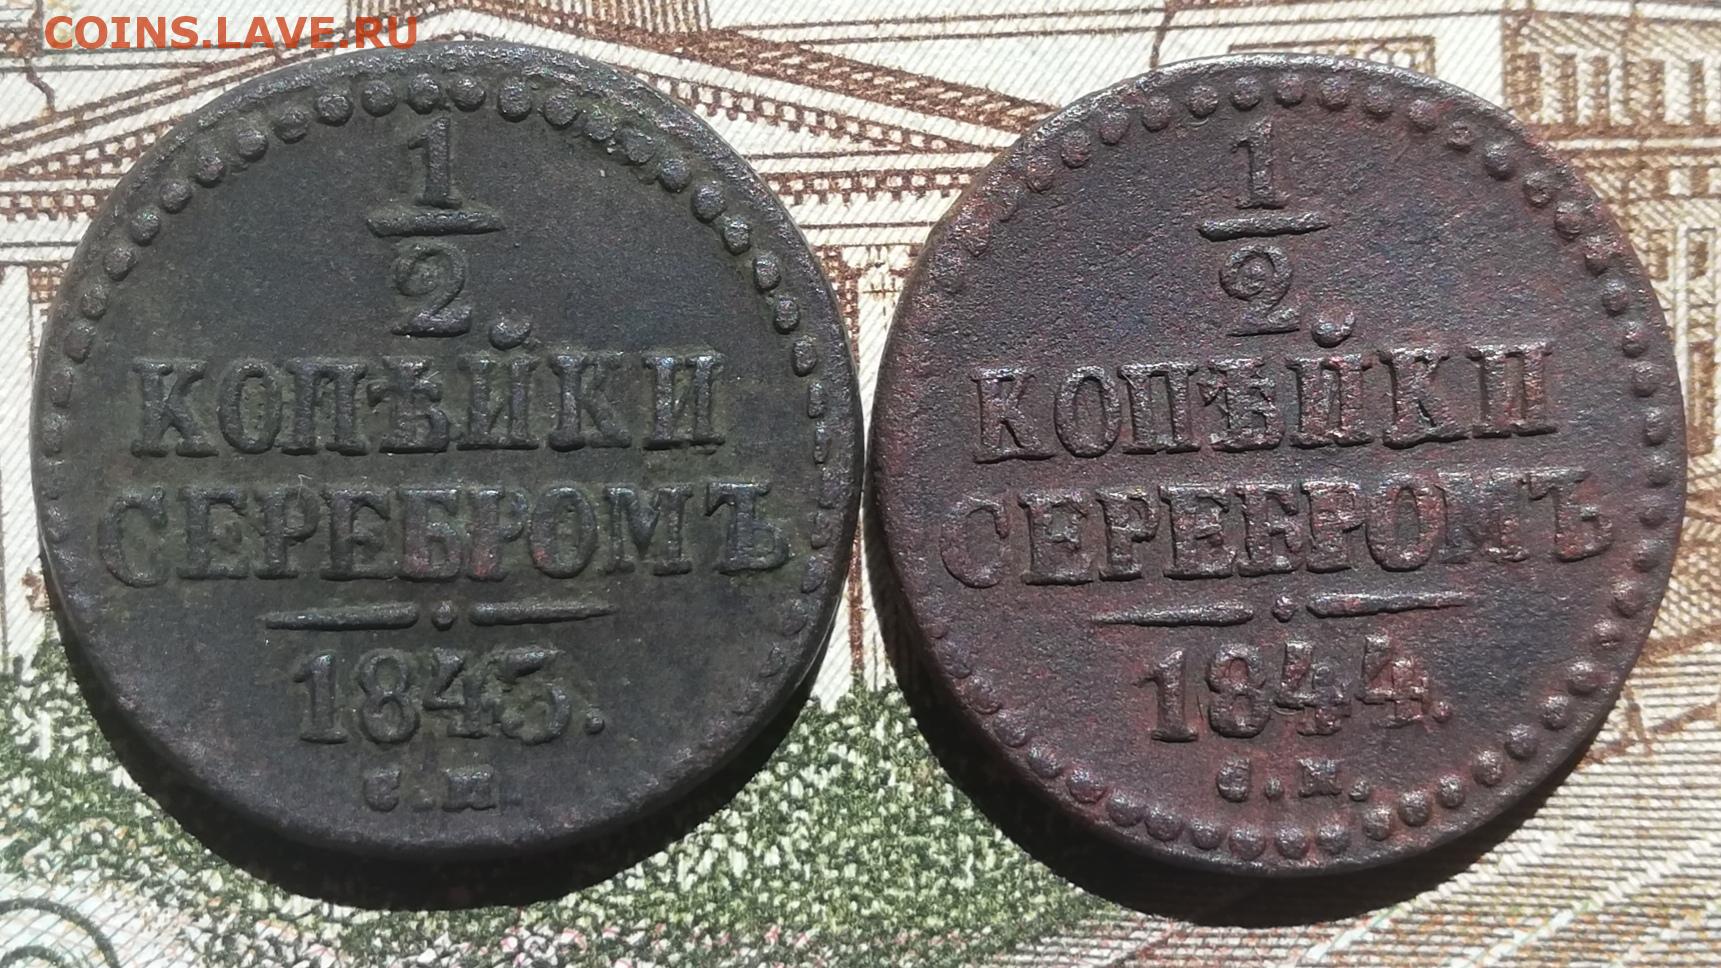 COINS.LAVE.RU
1
2.
КОПѢЙКИ
СЕРЕБРОМЪ
1843.
С.М
1
2.
КОПѢЙКИ
СЕРЕБРОМЪ
1844.
С.М.